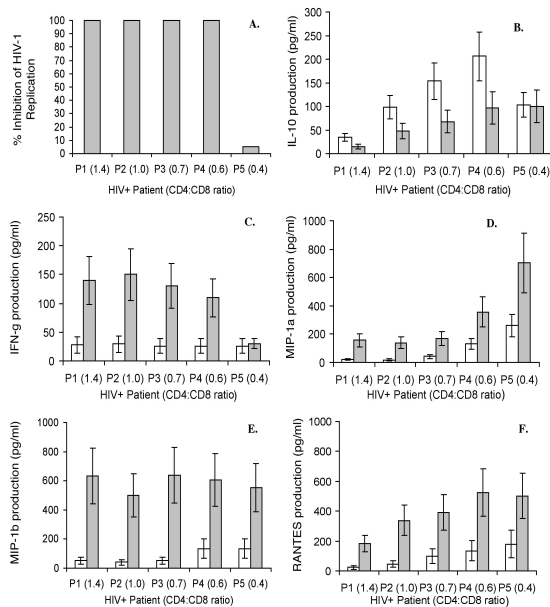 A.
% Inhibition of HIV-1
Replication
100
90
80
70
60
50
40
30
20
10
0
P1 (1.4) P2 (1.0) P3 (0.7) P4 (0.6) P5 (0.4)
HIV+ Patient (CD4:CD8 ratio)
B.
IL-10 production (pg/ml)
300
250
200
150
100
50
0
P1 (1.4) P2 (1.0) P3 (0.7) P4 (0.6) P5 (0.4)
HIV+ Patient (CD4:CD8 ratio)
C.
IFN-g production (pg/ml)
250
200
150
100
50
0
P1 (1.4) P2 (1.0) P3 (0.7) P4 (0.6) P5 (0.4)
HIV+ Patient (CD4:CD8 ratio)
D.
MIP-1a production (pg/ml)
1000
800
600
400
200
0
P1 (1.4) P2 (1.0) P3 (0.7) P4 (0.6) P5 (0.4)
HIV+ Patient (CD4:CD8 ratio)
E.
MIP-1b production (pg/ml)
1000
800
600
400
200
0
P1 (1.4) P2 (1.0) P3 (0.7) P4 (0.6) P5 (0.4)
HIV+ Patient (CD4:CD8 ratio)
F.
RANTES production (pg/ml)
1000
800
600
400
200
0
P1 (1.4) P2 (1.0) P3 (0.7) P4 (0.6) P5 (0.4)
HIV+ Patient (CD4:CD8 ratio)